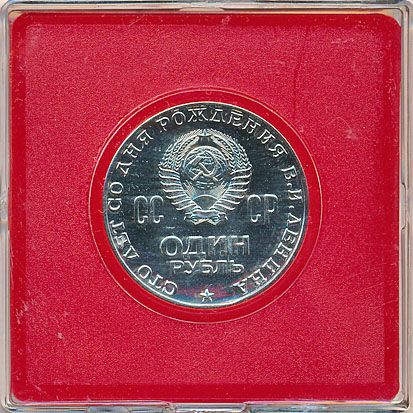 СТО ЛЕТ СО ДНЯ РОЖДЕНИЯ В.И.ЛЕНИНА
СС СР
ОДИН
РУБЛЬ